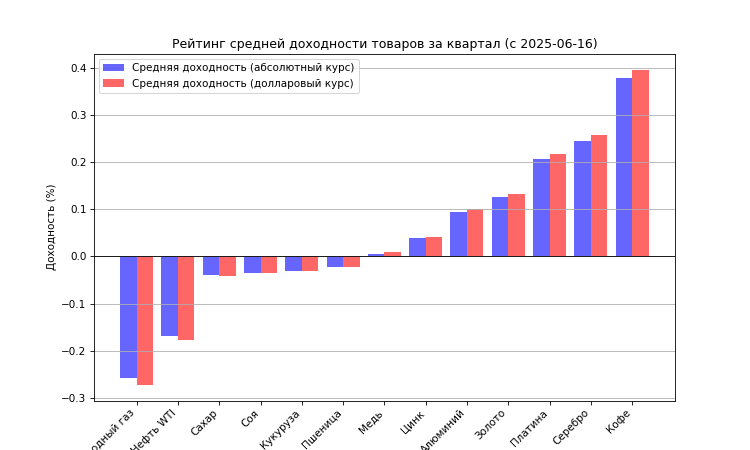 Рейтинг средней доходности товаров за квартал (с 2025-06-16)
Средняя доходность (абсолютный курс)
Средняя доходность (долларовый курс)
Доходность (%)
0.4
0.3
0.2
0.1
0.0
−0.1
−0.2
−0.3
газ
Нефть WTI
Сахар
Соя
Кукуруза
Пшеница
Медь
Цинк
Алюминий
Золото
Платина
Серебро
Кофе